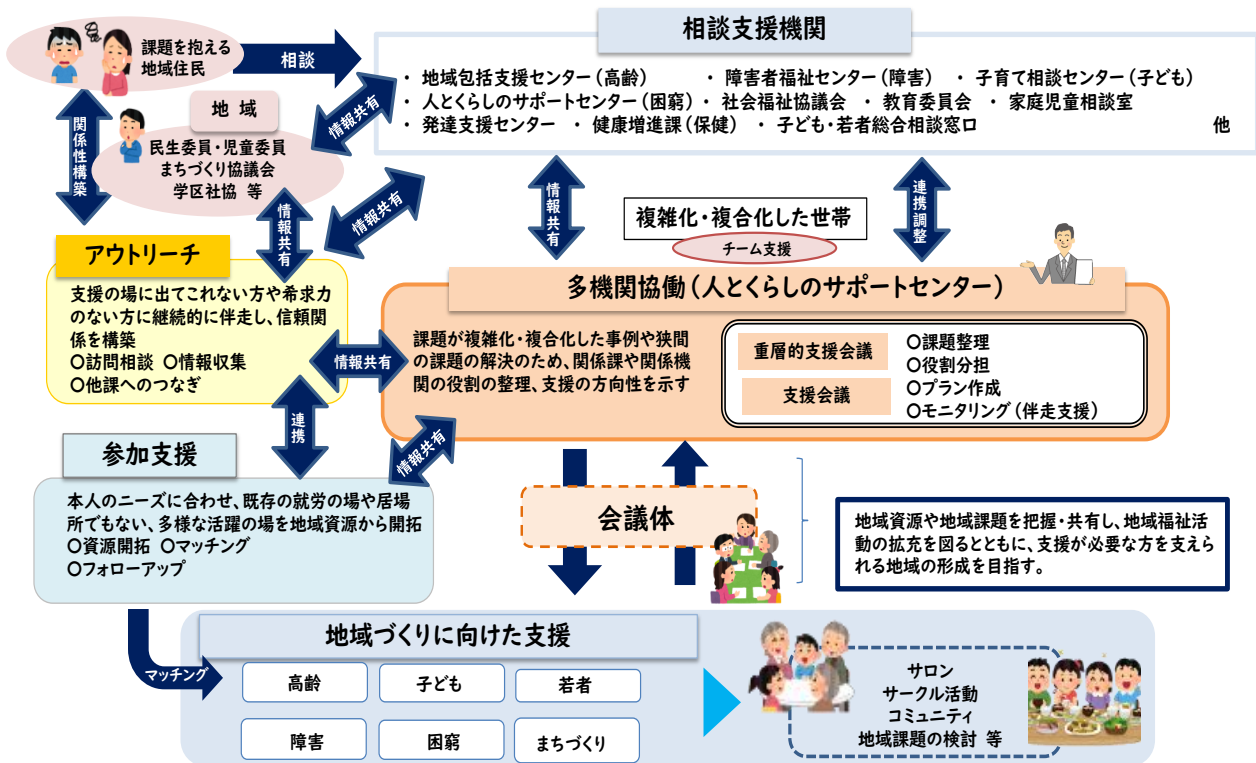 課題を抱える
地域住民
相談
相談支援機関
・ 地域包括支援センター(高齢) ・ 障害者福祉センター(障害) ・ 子育て相談センター(子ども)
・ 人とくらしのサポートセンター(困窮) ・ 社会福祉協議会 ・ 教育委員会 ・ 家庭児童相談室
・ 発達支援センター ・ 健康増進課(保健) ・ 子ども・若者総合相談窓口 他
地 域
民生委員・児童委員
まちづくり協議会
学区社協 等
関係性構築
情報共有
情報共有
情報共有
情報共有
連携調整
複雑化・複合化した世帯
チーム支援
アウトリーチ
支援の場に出てこれない方や希求力
のない方に継続的に伴走し、信頼関
係を構築
○訪問相談 ○情報収集
○他課へのつなぎ
情報共有
多機関協働(人とくらしのサポートセンター)
課題が複雑化・複合化した事例や狭間
の課題の解決のため、関係課や関係機
関の役割の整理、支援の方向性を示す
重層的支援会議
支援会議
○課題整理
○役割分担
○プラン作成
○モニタリング(伴走支援)
連携
情報共有
参加支援
本人のニーズに合わせ、既存の就労の場や居場
所でもない、多様な活躍の場を地域資源から開拓
○資源開拓 ○マッチング
○フォローアップ
会議体
地域資源や地域課題を把握・共有し、地域福祉活
動の拡充を図るとともに、支援が必要な方を支えら
れる地域の形成を目指す。
マッチング
地域づくりに向けた支援
高齢
子ども
若者
障害
困窮
まちづくり
サロン
サークル活動
コミュニティ
地域課題の検討 等